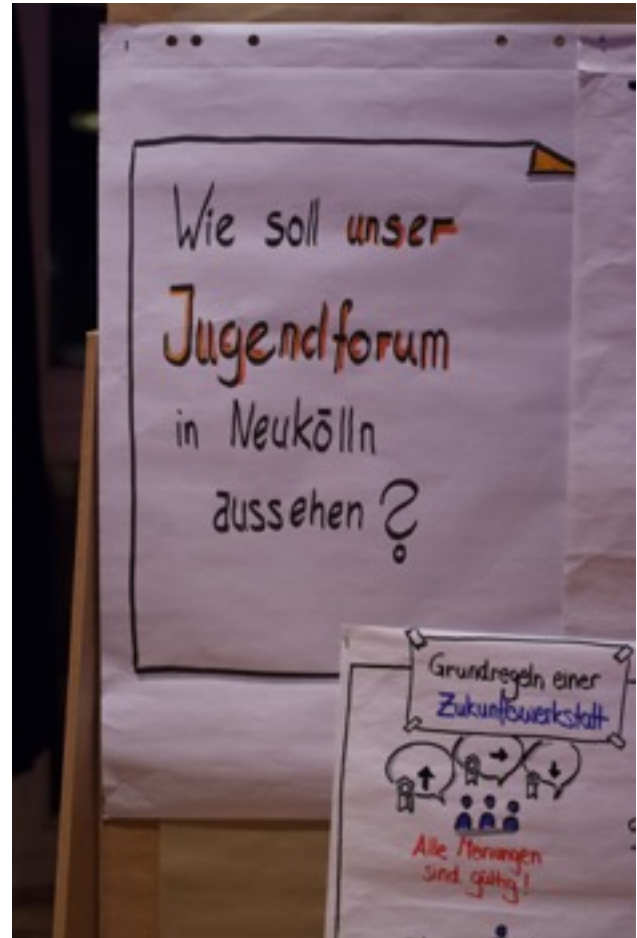 Wie soll unser
Jugendforum
in Neukölln
aussehen?
Grundregeln einer
Zukunftswerkstatt
Alle Meinungen
sind gültig!